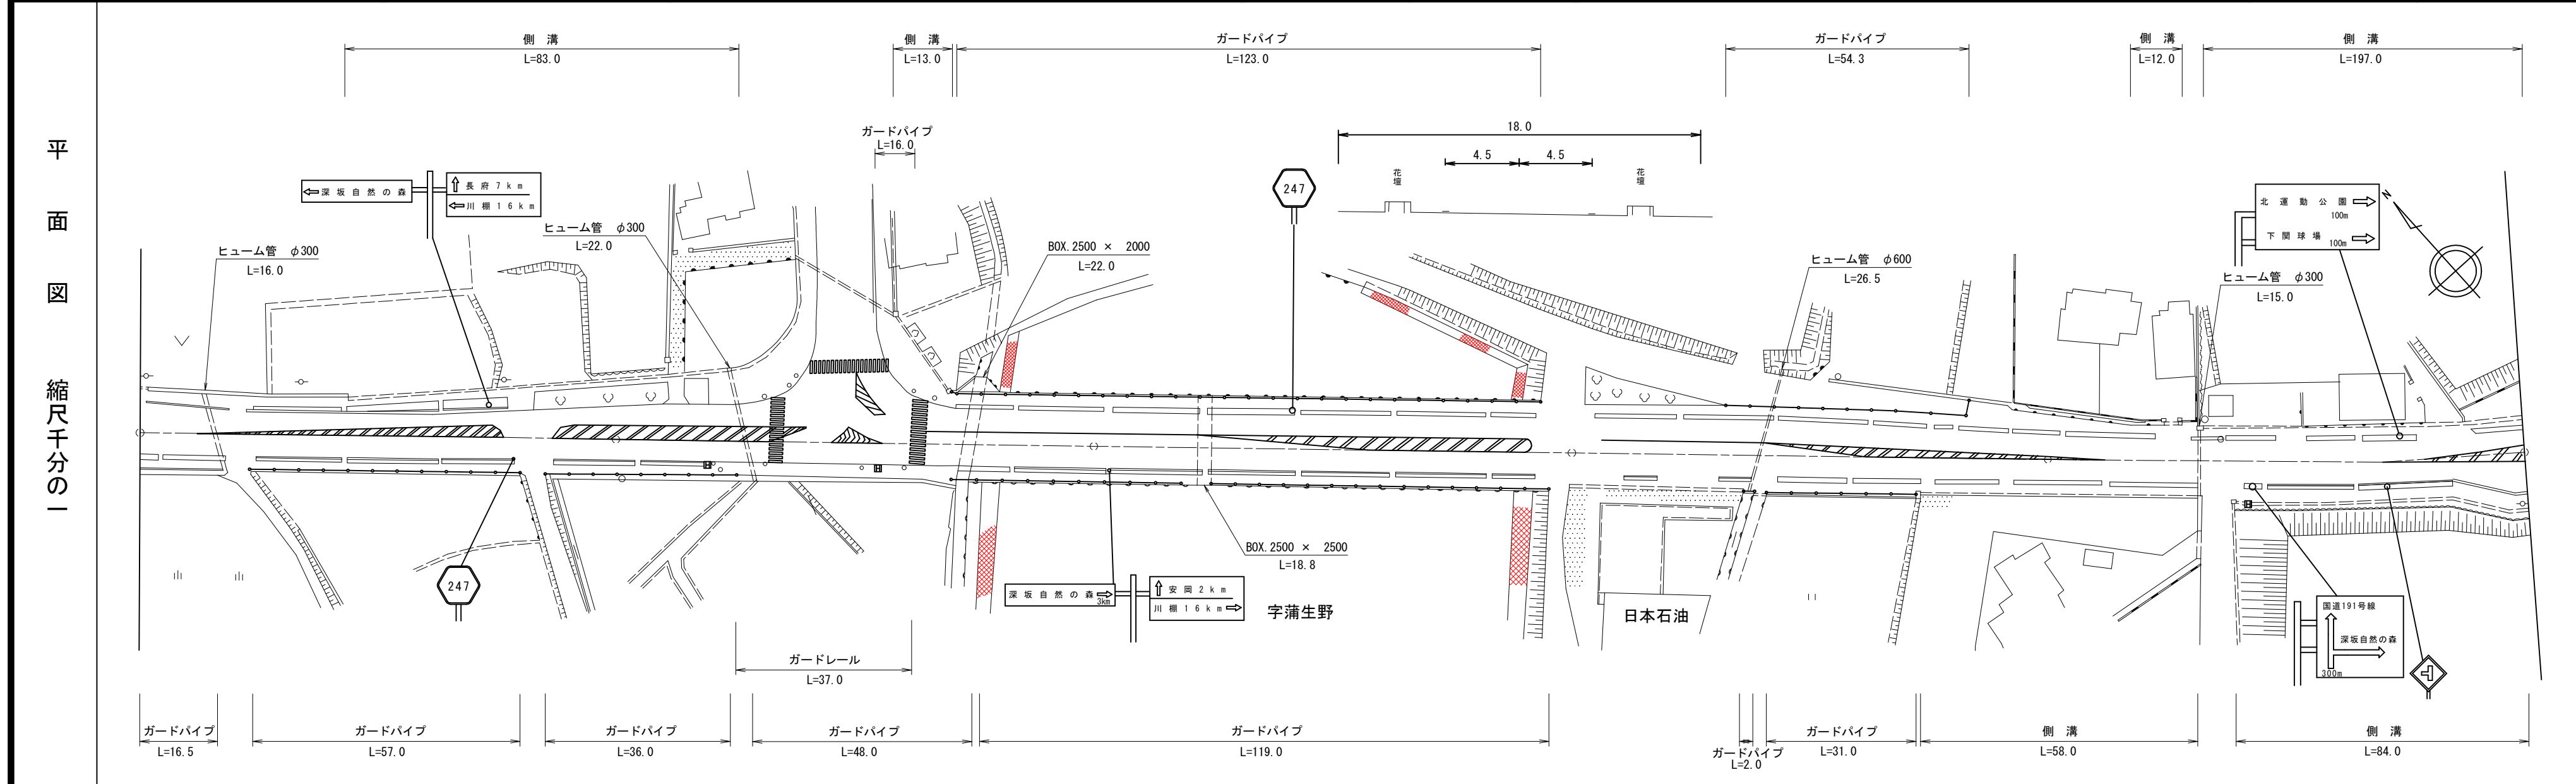 平面図 縮尺千分の一
側溝
L=83.0
側溝
L=13.0
ガードパイプ
L=123.0
ガードパイプ
L=54.3
側溝
L=12.0
側溝
L=197.0
ガードパイプ
L=16.0
18.0
4.5 4.5
花壇
花壇
深坂自然の森
長府7km
川棚16km
247
北運動公園
100m
下関球場 100m
N
ヒューム管 φ300
L=16.0
ヒューム管 φ300
L=22.0
BOX.2500 × 2000
L=22.0
ヒューム管 φ600
L=26.5
ヒューム管 φ300
L=15.0
BOX.2500 × 2500
L=18.8
247
深坂自然の森
3km
安岡2km
川棚16km
字蒲生野
日本石油
国道191号線
深坂自然の森
300m
ガードレール
L=37.0
ガードパイプ
L=16.5
ガードパイプ
L=57.0
ガードパイプ
L=36.0
ガードパイプ
L=48.0
ガードパイプ
L=119.0
ガードパイプ
L=2.0
ガードパイプ
L=31.0
側溝
L=58.0
側溝
L=84.0